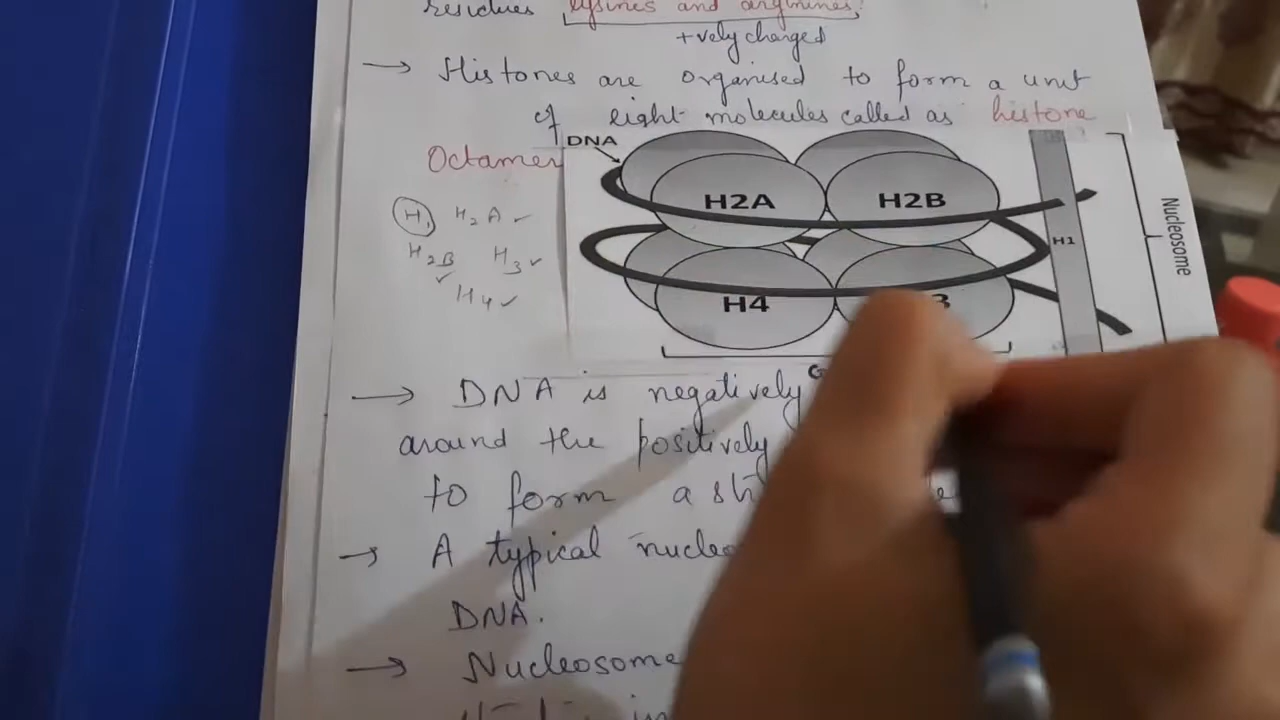 residues lysines and arginines.
+vely charged
→ Histones are organised to form a unit
of eight molecules called as histone
Octamer
DNA
H2A H2B
H1
Nucleosome
H4
H₁ H₂A ✓
H₂B ✓ H₃ ✓
H₄ ✓
→ DNA is negatively
around the positively
to form a
→ A typical
DNA.
→ Nucleosome